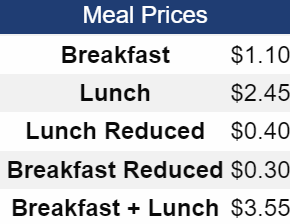 Meal Prices
Breakfast $1.10
Lunch $2.45
Lunch Reduced $0.40
Breakfast Reduced $0.30
Breakfast + Lunch $3.55